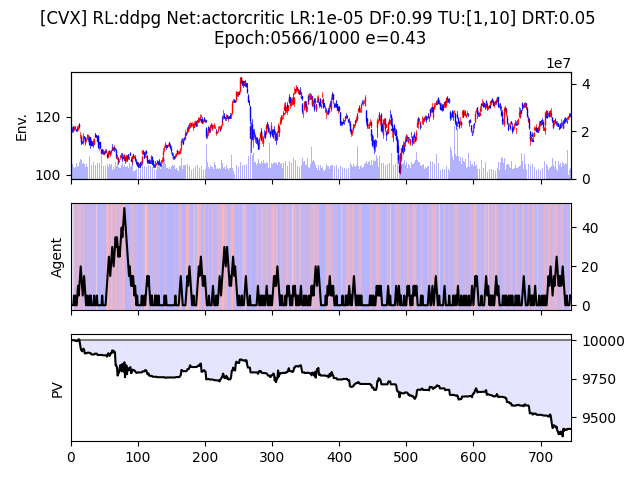 [CVX] RL:ddpg Net:actorcritic LR:1e-05 DF:0.99 TU:[1,10] DRT:0.05
Epoch:0566/1000 e=0.43
1e7
Env.
120
100
4
2
0
Agent
40
20
0
PV
10000
9750
9500
0 100 200 300 400 500 600 700